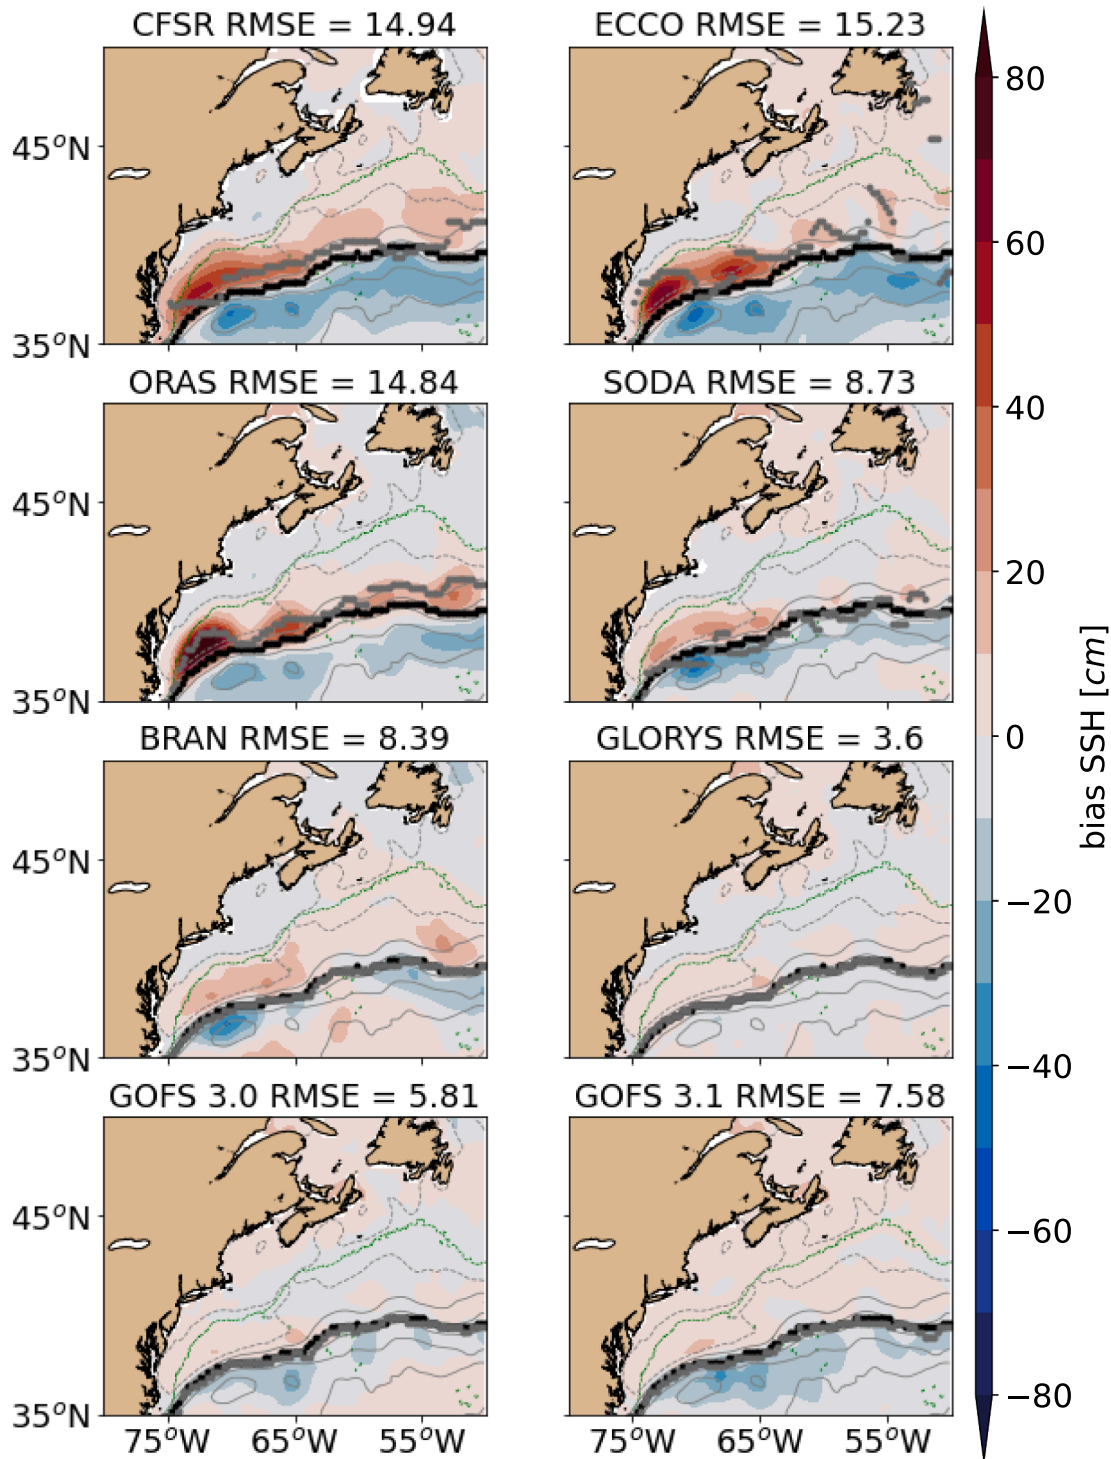 CFSR RMSE = 14.94
ECCO RMSE = 15.23
45°N
35°N
ORAS RMSE = 14.84
SODA RMSE = 8.73
45°N
35°N
BRAN RMSE = 8.39
GLORYS RMSE = 3.6
45°N
35°N
GOFS 3.0 RMSE = 5.81
GOFS 3.1 RMSE = 7.58
45°N
35°N
75°W 65°W 55°W
75°W 65°W 55°W
80
60
40
20
0
−20
−40
−60
−80
bias SSH [cm]